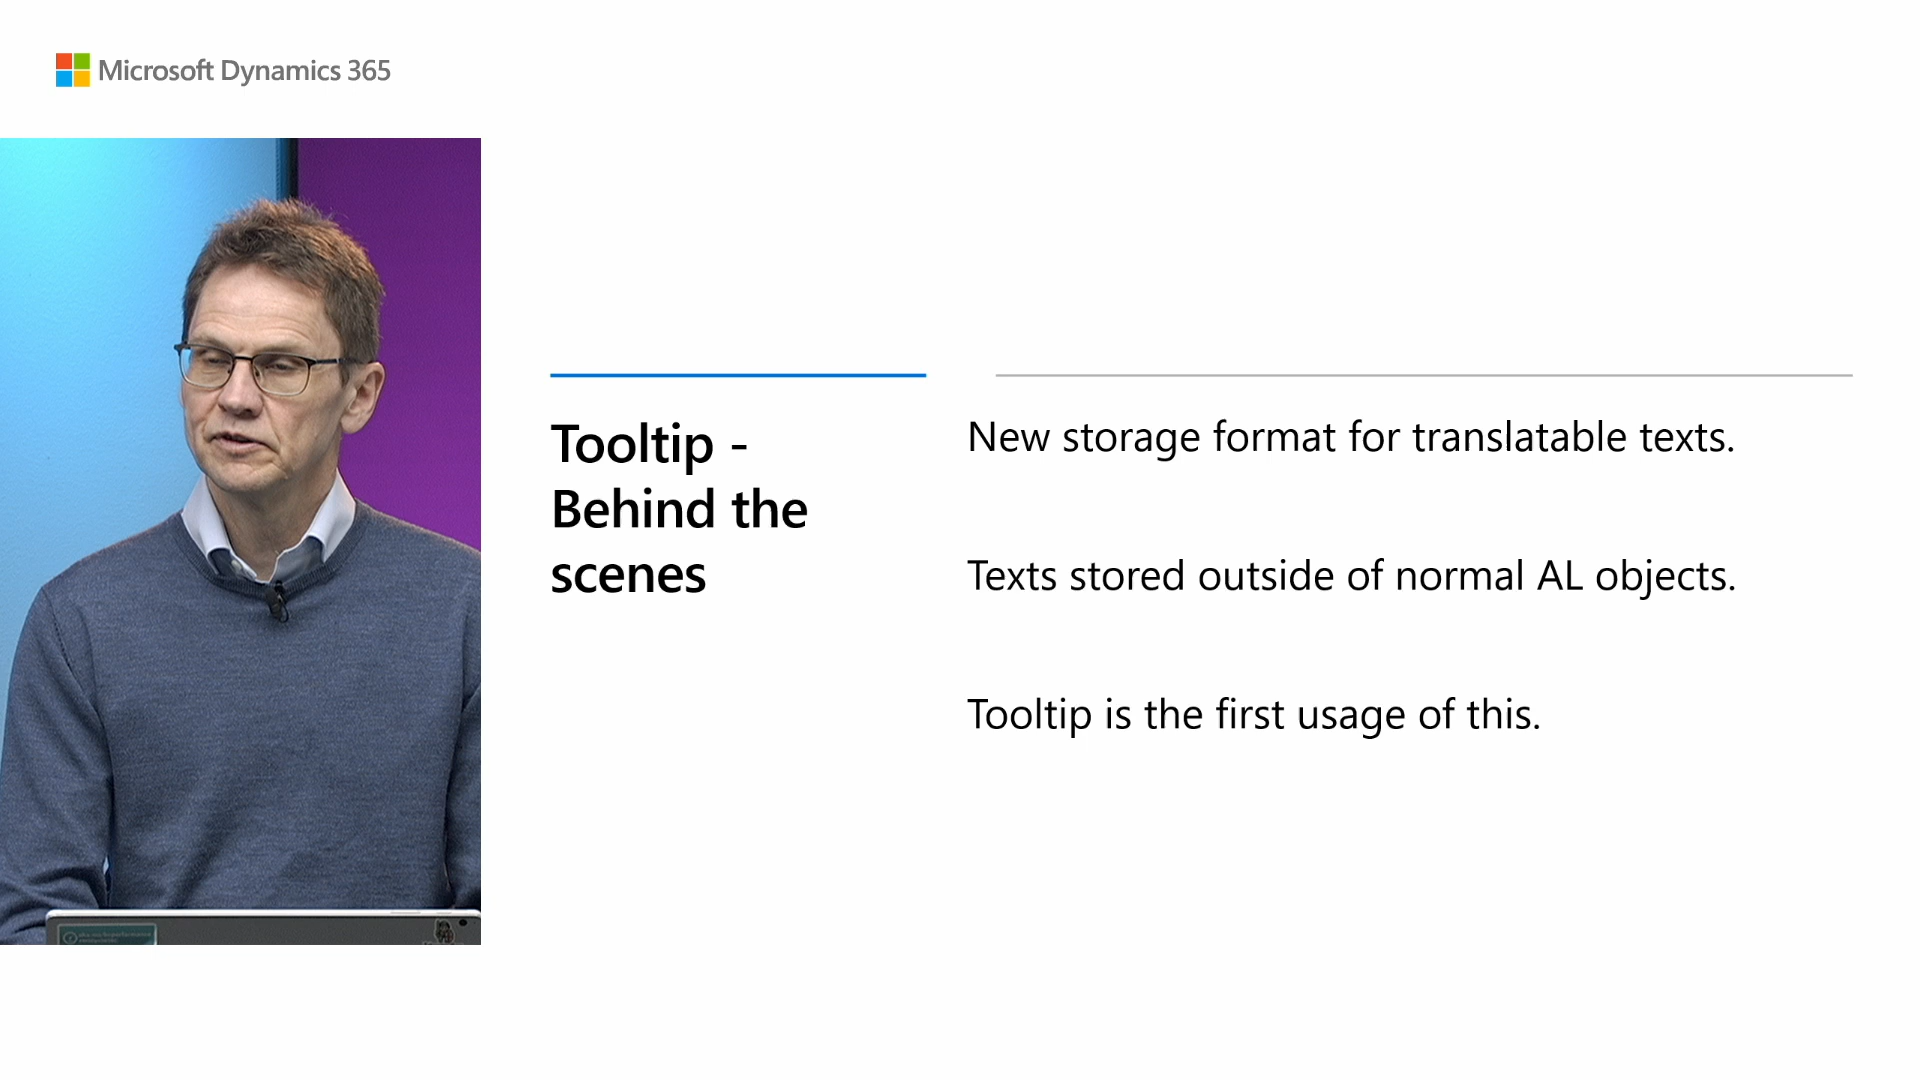 Microsoft Dynamics 365
Tooltip -
Behind the
scenes
New storage format for translatable texts.
Texts stored outside of normal AL objects.
Tooltip is the first usage of this.